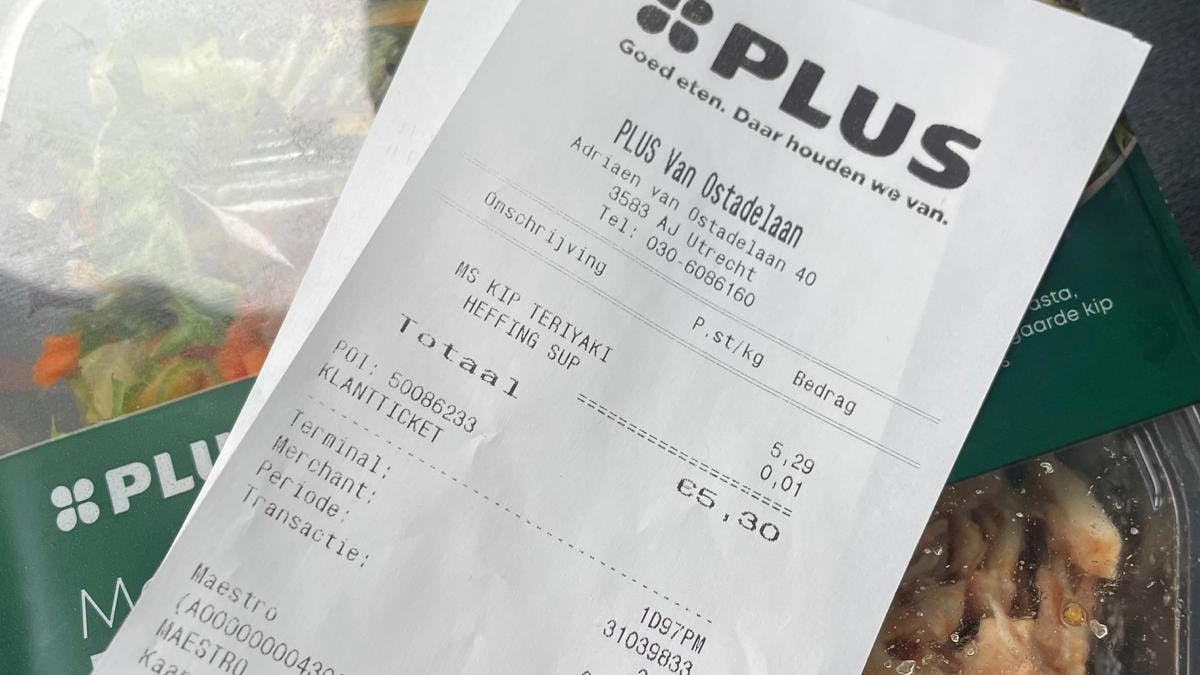 PLUS
Goed eten. Daar houden we van.
PLUS Van Ostadelaan
Adriaen van Ostadelaan 40
3583 AJ Utrecht
Tel: 030-6086160
Omschrijving P.st/kg Bedrag
MS KIP TERIYAKI 5,29
HEFFING SUP 0,01
Totaal €5,30
POI: 50086233
KLANTTICKET
Terminal: 1D97PM
Merchant: 31039833
Periode:
Transactie:
Maestro
MAESTRO
PLU
asta,
gaarde kip